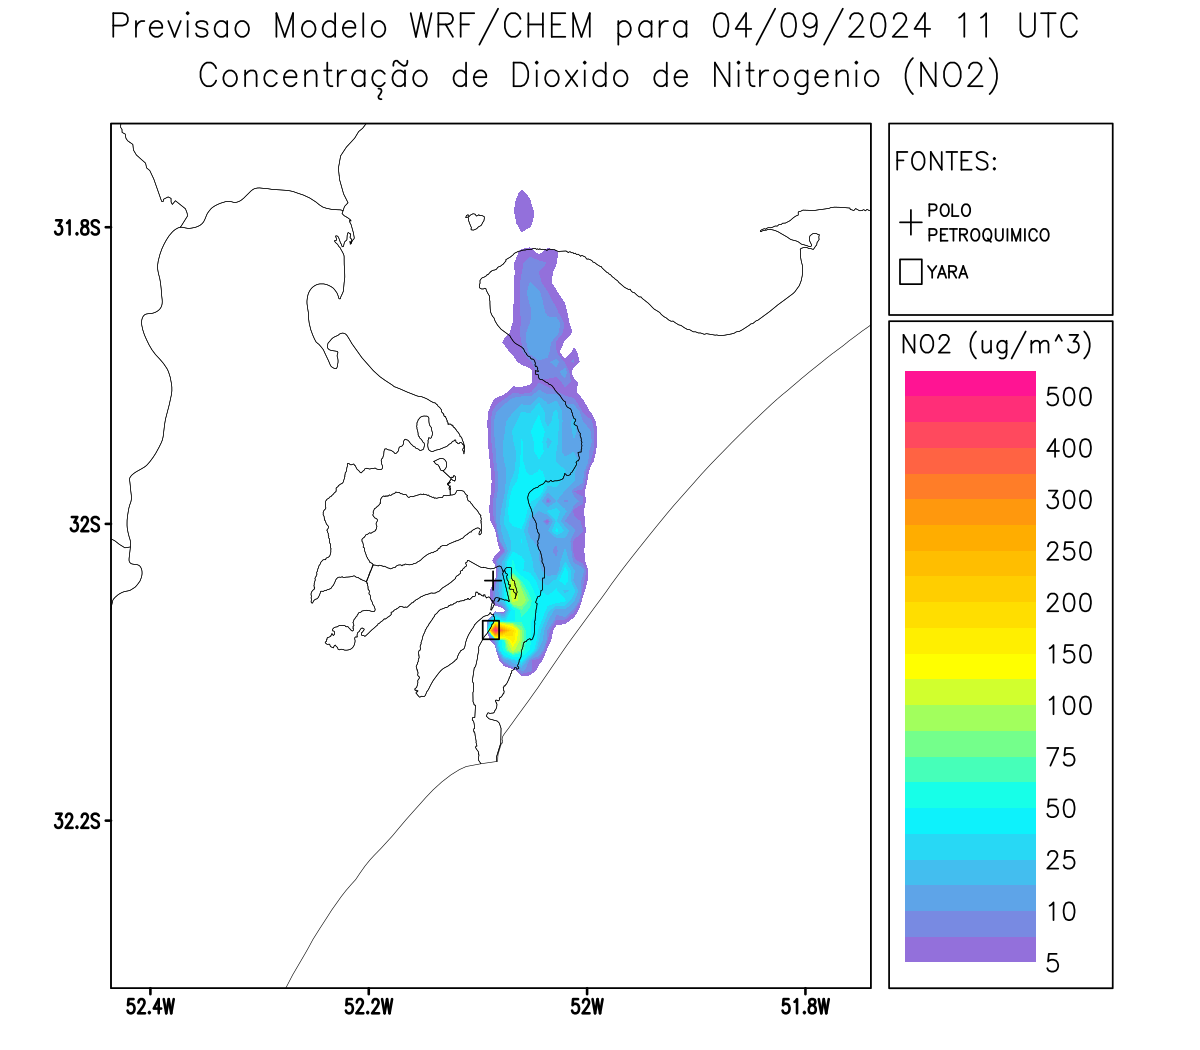 Previsao Modelo WRF/CHEM para 04/09/2024 11 UTC
Concentração de Dioxido de Nitrogenio (NO2)
FONTES:
POLO
PETROQUIMICO
YARA
NO2 (ug/m^3)
500
400
300
250
200
150
100
75
50
25
10
5
31.8S
32S
32.2S
52.4W
52.2W
52W
51.8W